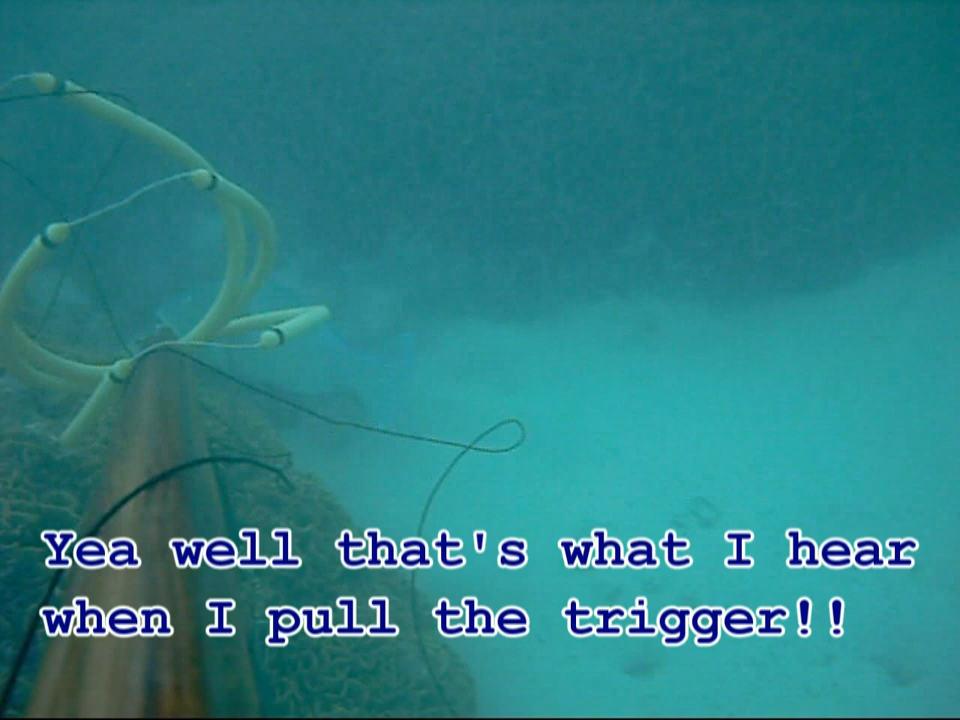 Yea well that's what I hear
when I pull the trigger!!